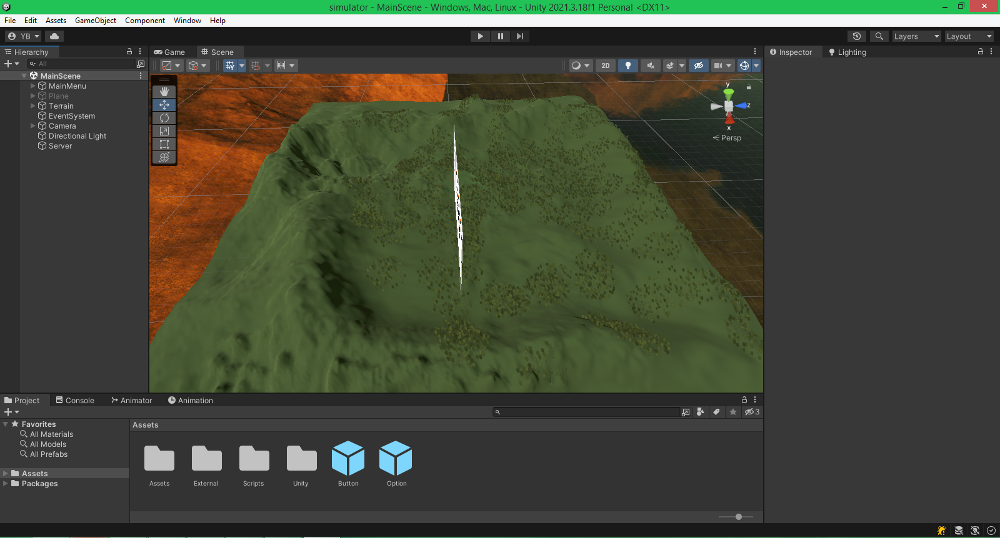 simulator - MainScene - Windows, Mac, Linux - Unity 2021.3.18f1 Personal <DX11>
File Edit Assets GameObject Component Window Help
YB Layers Layout
Hierarchy
All
MainScene
MainMenu
Plane
Terrain
EventSystem
Camera
Directional Light
Server
Game Scene
2D
y
z
x
Persp
Inspector Lighting
Project Console Animator Animation
3
Favorites
All Materials
All Models
All Prefabs
Assets
Packages
Assets
Assets External Scripts Unity Button Option